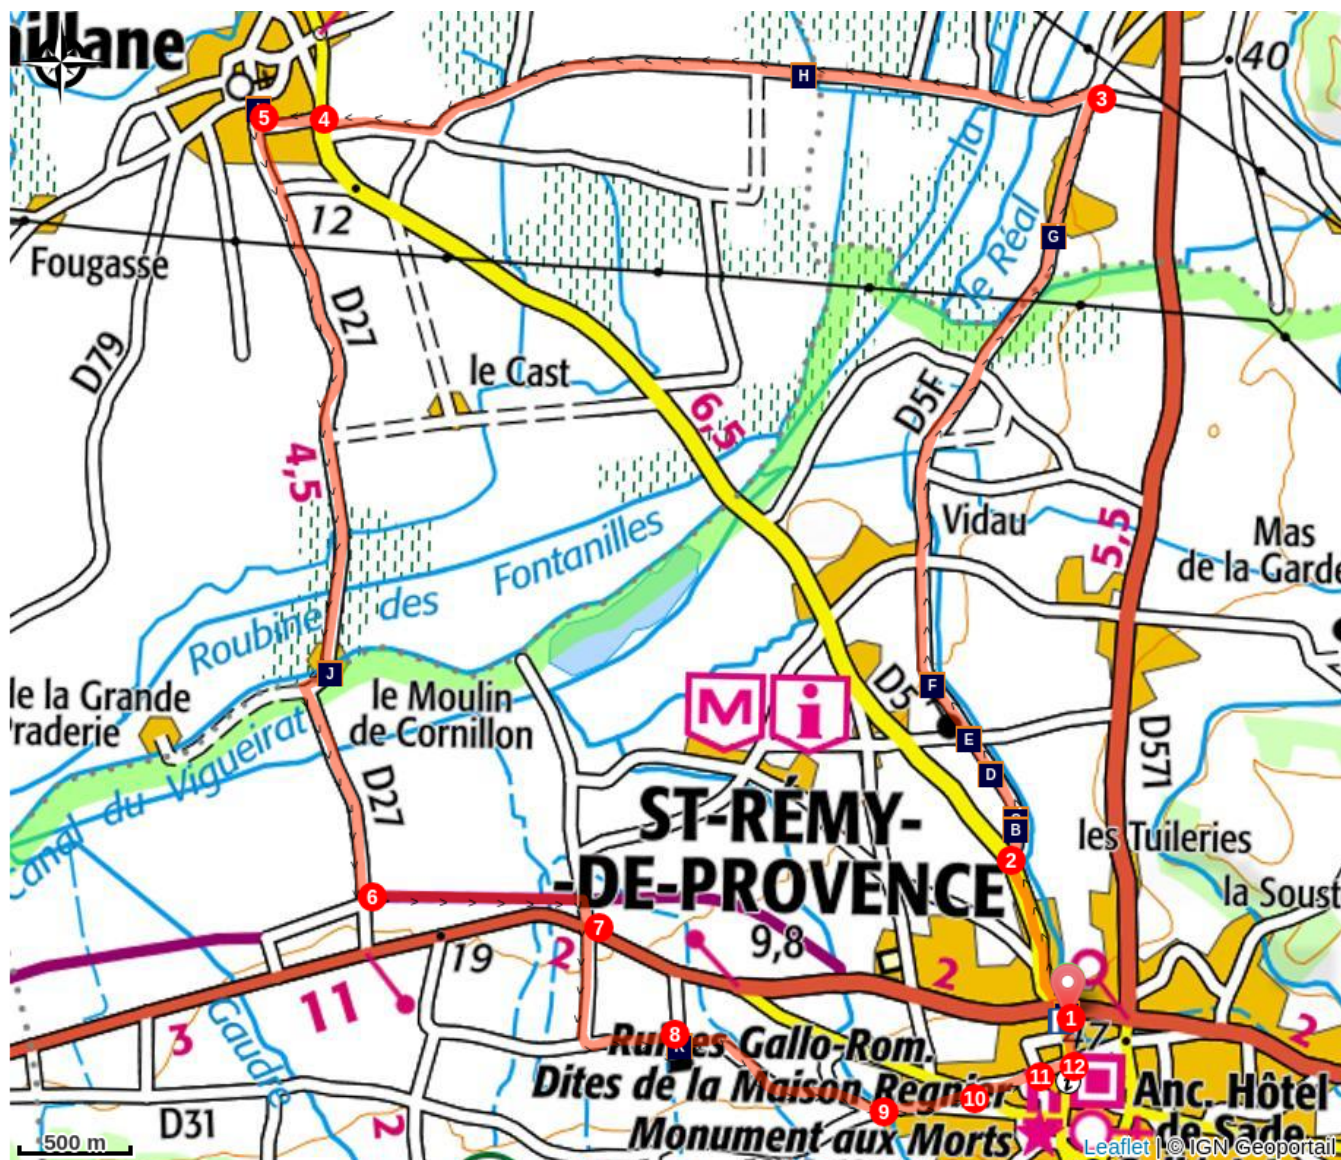 aillane
40
H
3
5
4
12
la
G
le Réal
Fougasse
D27
D79
le Cast
6,5
D5F
4,5
Vidau
5,5
Mas
de la Garde
Fontanilles
des
Roubine
J
F
le Moulin
de Cornillon
de la Grande
Praderie
M i
D5
E
D571
D
du Vigueirat
Canal
D27
ST-RÉMY-
B
les Tuileries
2
-DE-PROVENCE
la Soust
6
7
9,8
19
2
2
11
3
Gaudre
1
47
2
8
Ruines Gallo-Rom.
12
11
Dites de la Maison Regnier
10
Anc. Hôtel
de Sade
9
D31
2
Monument aux Morts
500 m
Leaflet | © IGN Geoportail